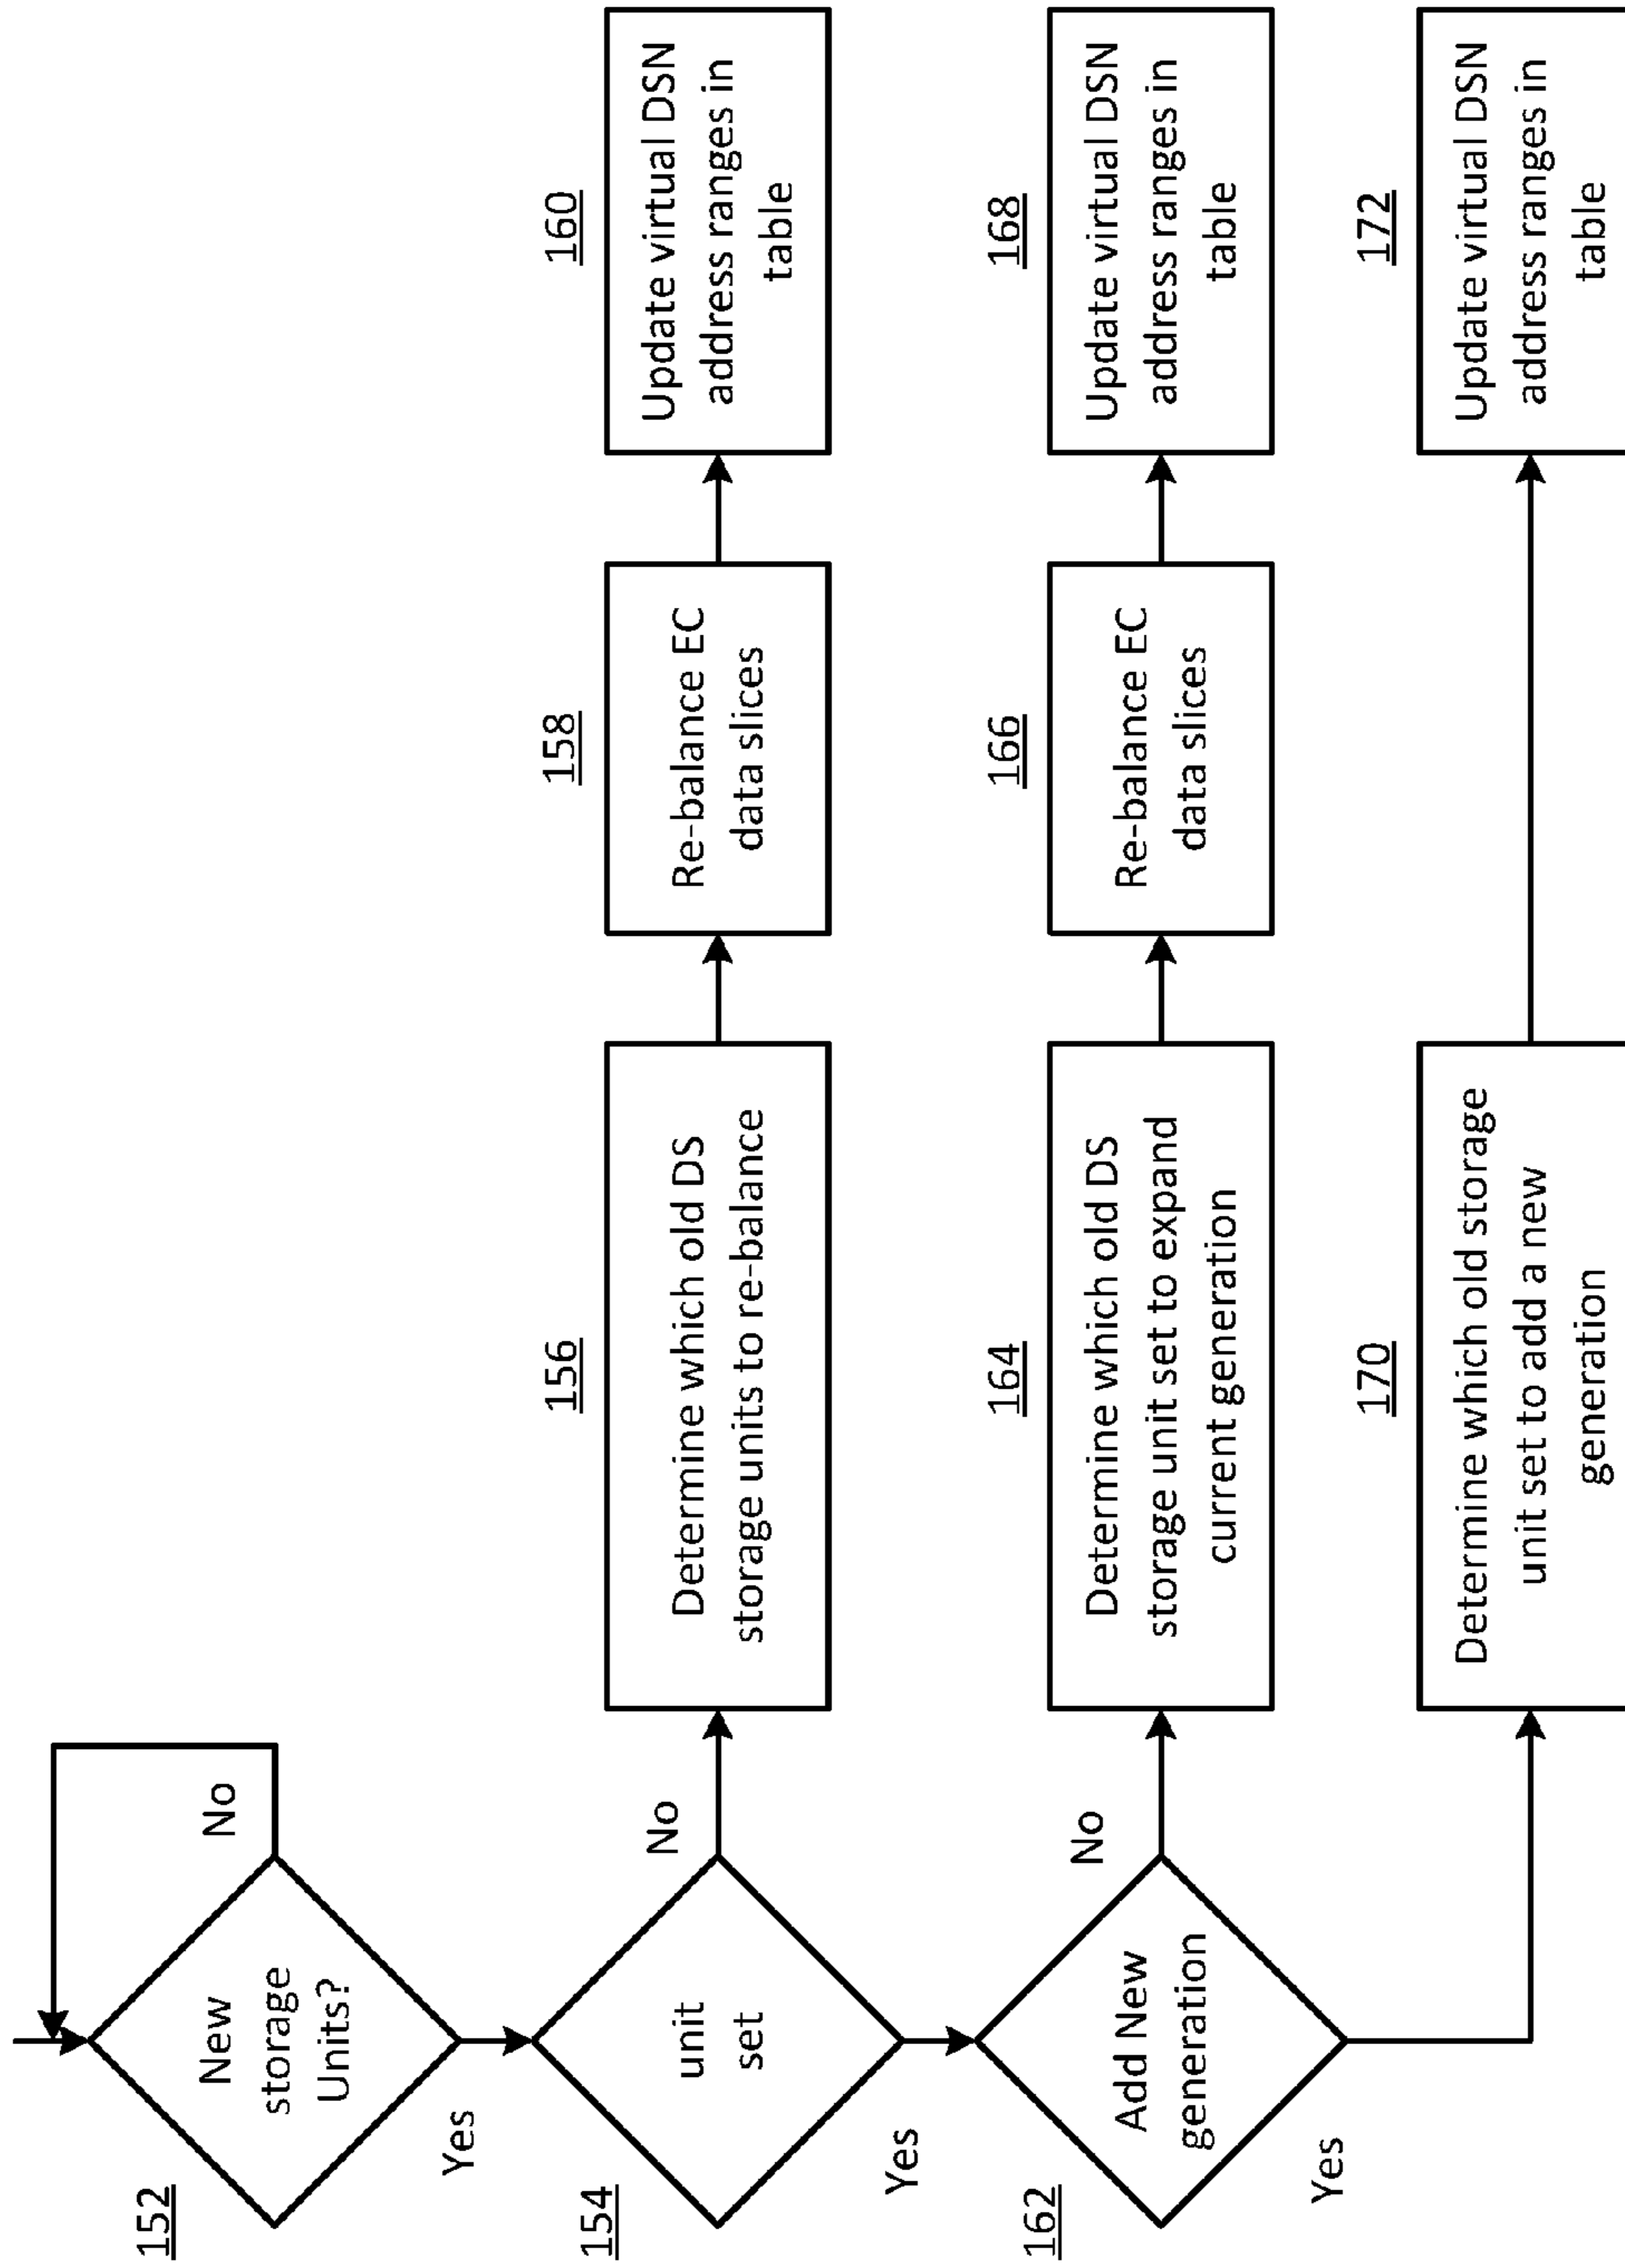 152
New
storage
Units?
No
Yes
154
unit
set
No
Yes
156
Determine which old DS
storage units to re-balance
158
Re-balance EC
data slices
160
Update virtual DSN
address ranges in
table
162
Add New
generation
No
Yes
164
Determine which old DS
storage unit set to expand
current generation
166
Re-balance EC
data slices
168
Update virtual DSN
address ranges in
table
170
Determine which old storage
unit set to add a new
generation
172
Update virtual DSN
address ranges in
table